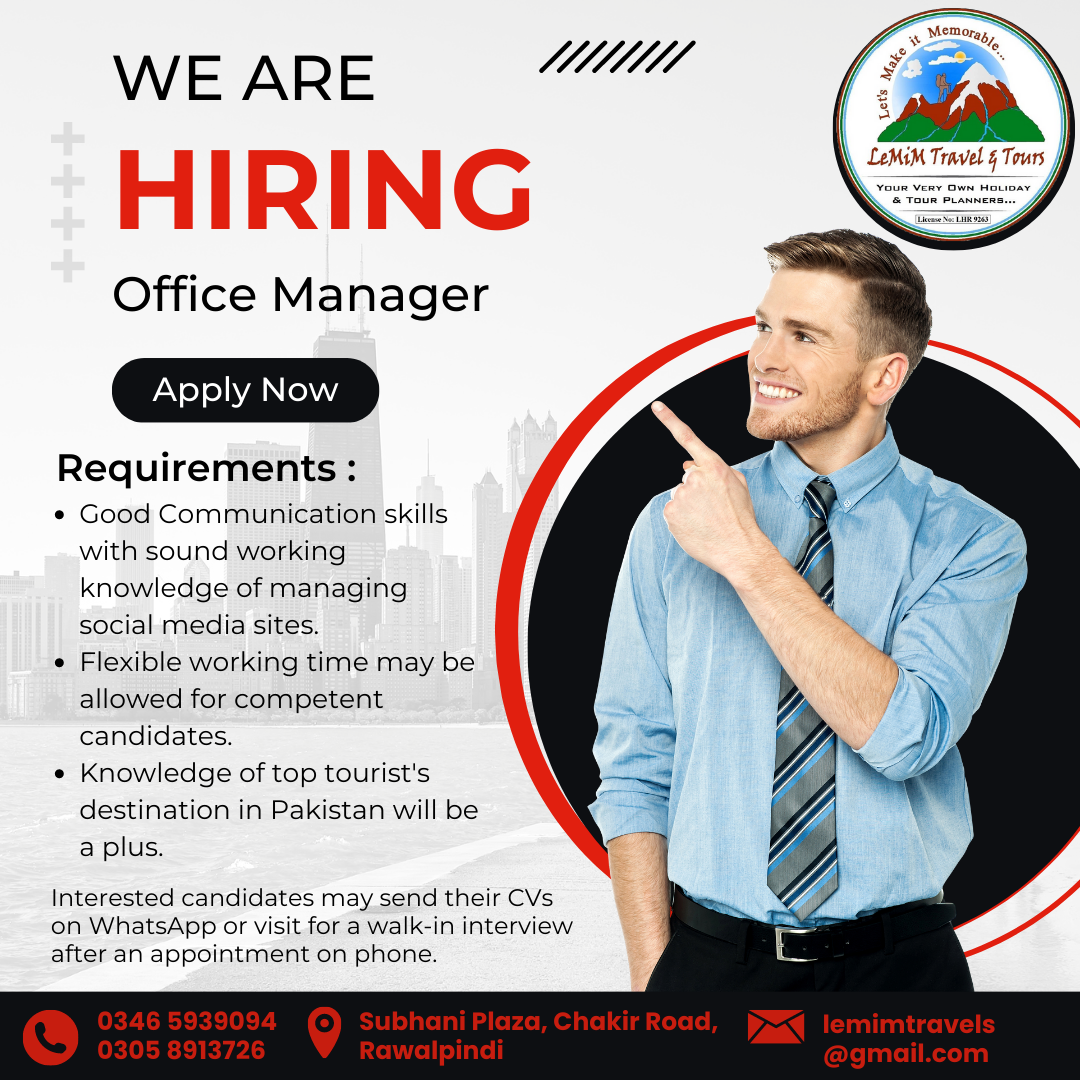 WE ARE
HIRING
Office Manager
Apply Now
Let's Make it Memorable...
LeMiM Travel & Tours
Your Very Own Holiday
& Tour Planners...
License No: LHR 9263
Requirements :
• Good Communication skills
with sound working
knowledge of managing
social media sites.
• Flexible working time may be
allowed for competent
candidates.
• Knowledge of top tourist's
destination in Pakistan will be
a plus.
Interested candidates may send their CVs
on WhatsApp or visit for a walk-in interview
after an appointment on phone.
0346 5939094
0305 8913726
Subhani Plaza, Chakir Road,
Rawalpindi
lemimtravels
@gmail.com